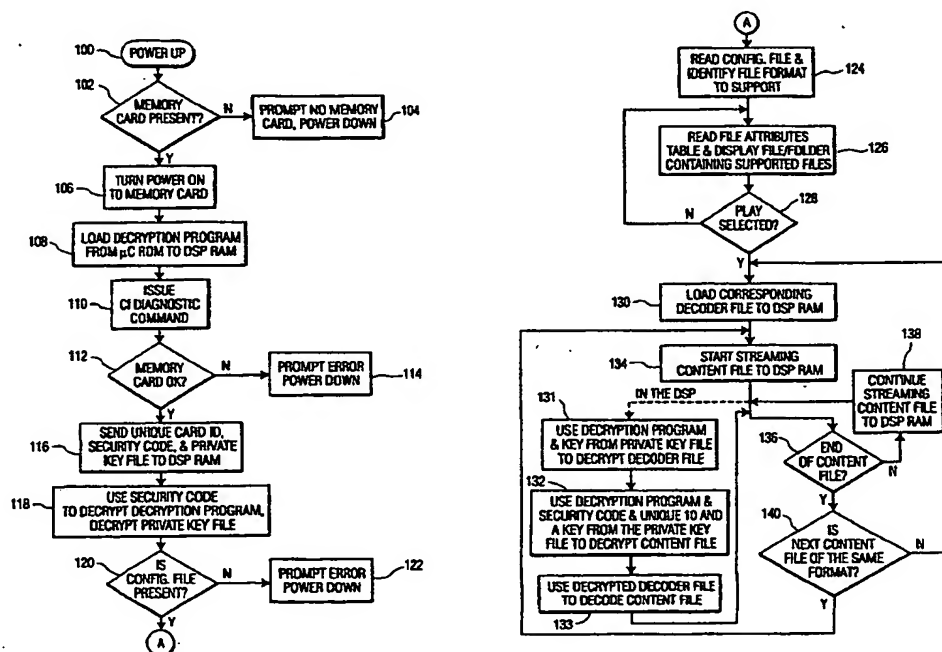 100
POWER UP
102
MEMORY
CARD PRESENT?
N
PROMPT NO MEMORY
CARD, POWER DOWN
104
Y
106
TURN POWER ON
TO MEMORY CARD
108
LOAD DECRYPTION PROGRAM
FROM µC ROM TO DSP RAM
110
ISSUE
CI DIAGNOSTIC
COMMAND
112
MEMORY
CARD OK?
N
PROMPT ERROR
POWER DOWN
114
Y
116
SEND UNIQUE CARD ID,
SECURITY CODE, & PRIVATE
KEY FILE TO DSP RAM
118
USE SECURITY CODE
TO DECRYPT DECRYPTION PROGRAM,
DECRYPT PRIVATE KEY FILE
120
IS
CONFIG. FILE
PRESENT?
N
PROMPT ERROR
POWER DOWN
122
Y
A
A
READ CONFIG. FILE &
IDENTIFY FILE FORMAT
TO SUPPORT
124
READ FILE ATTRIBUTES
TABLE & DISPLAY FILE/FOLDER
CONTAINING SUPPORTED FILES
126
128
PLAY
SELECTED?
N
Y
130
LOAD CORRESPONDING
DECODER FILE TO DSP RAM
134
START STREAMING
CONTENT FILE TO DSP RAM
138
CONTINUE
STREAMING
CONTENT FILE
TO DSP RAM
IN THE DSP
131
USE DECRYPTION PROGRAM
& KEY FROM PRIVATE KEY FILE
TO DECRYPT DECODER FILE
136
END
OF CONTENT
FILE?
N
Y
132
USE DECRYPTION PROGRAM &
SECURITY CODE & UNIQUE 10 AND
A KEY FROM THE PRIVATE KEY
FILE TO DECRYPT CONTENT FILE
140
IS
NEXT CONTENT
FILE OF THE SAME
FORMAT?
N
Y
USE DECRYPTED DECODER FILE
TO DECODE CONTENT FILE
133